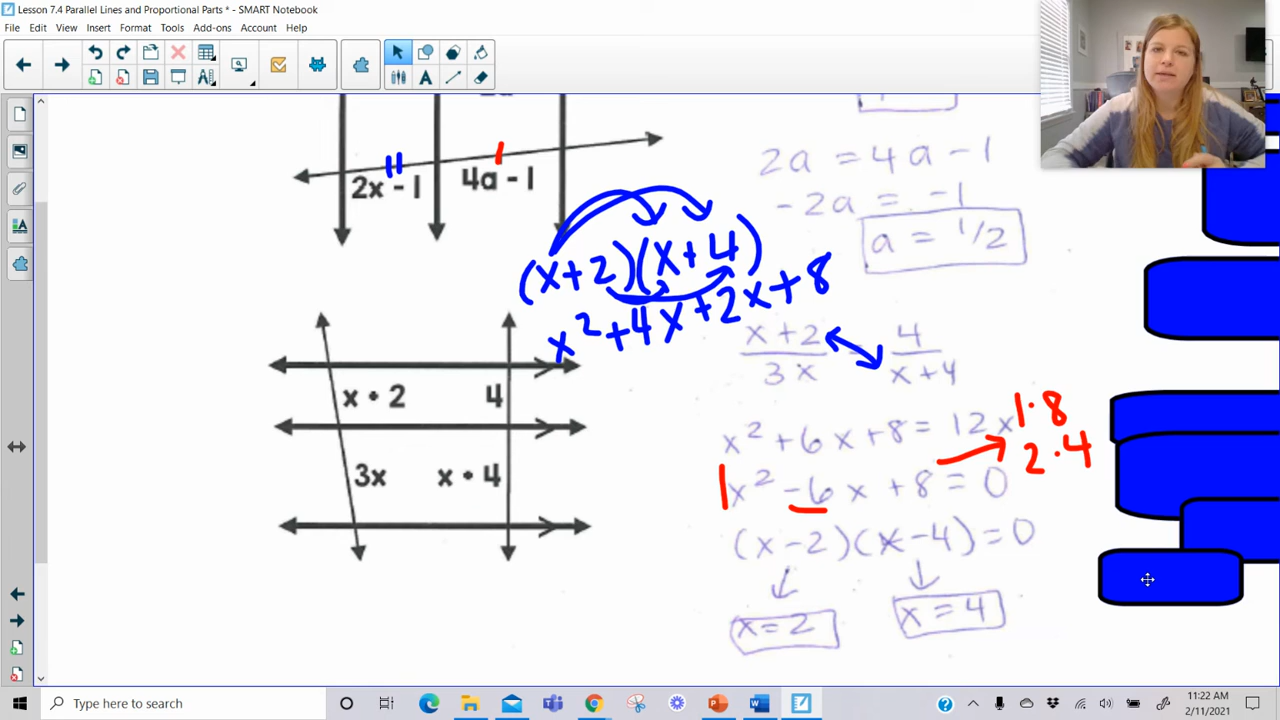 Lesson 7.4 Parallel Lines and Proportional Parts * - SMART Notebook
File Edit View Insert Format Tools Add-ons Account Help
2a = 4a - 1
-2a = -1
a = 1/2
2x - 1
4a - 1
(x+2)(x+4)
x²+4x+2x+8
x+2 / 3x = 4 / x+4
x + 2
4
3x
x + 4
x² + 6x + 8 = 12x
1·8
2·4
1x² - 6x + 8 = 0
(x-2)(x-4) = 0
x = 2
x = 4
Type here to search
11:22 AM
2/11/2021